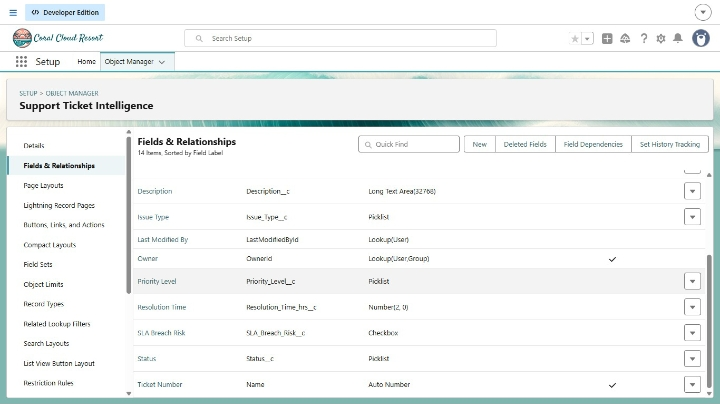 Developer Edition
Coral Cloud Resort
Search Setup
Setup Home Object Manager
SETUP > OBJECT MANAGER
Support Ticket Intelligence
Details
Fields & Relationships
Page Layouts
Lightning Record Pages
Buttons, Links, and Actions
Compact Layouts
Field Sets
Object Limits
Record Types
Related Lookup Filters
Search Layouts
List View Button Layout
Restriction Rules
Fields & Relationships
14 Items, Sorted by Field Label
Quick Find
New Deleted Fields Field Dependencies Set History Tracking
Description Description__c Long Text Area(32768)
Issue Type Issue_Type__c Picklist
Last Modified By LastModifiedById Lookup(User)
Owner OwnerId Lookup(User,Group)
Priority Level Priority_Level__c Picklist
Resolution Time Resolution_Time_hrs__c Number(2, 0)
SLA Breach Risk SLA_Breach_Risk__c Checkbox
Status Status__c Picklist
Ticket Number Name Auto Number